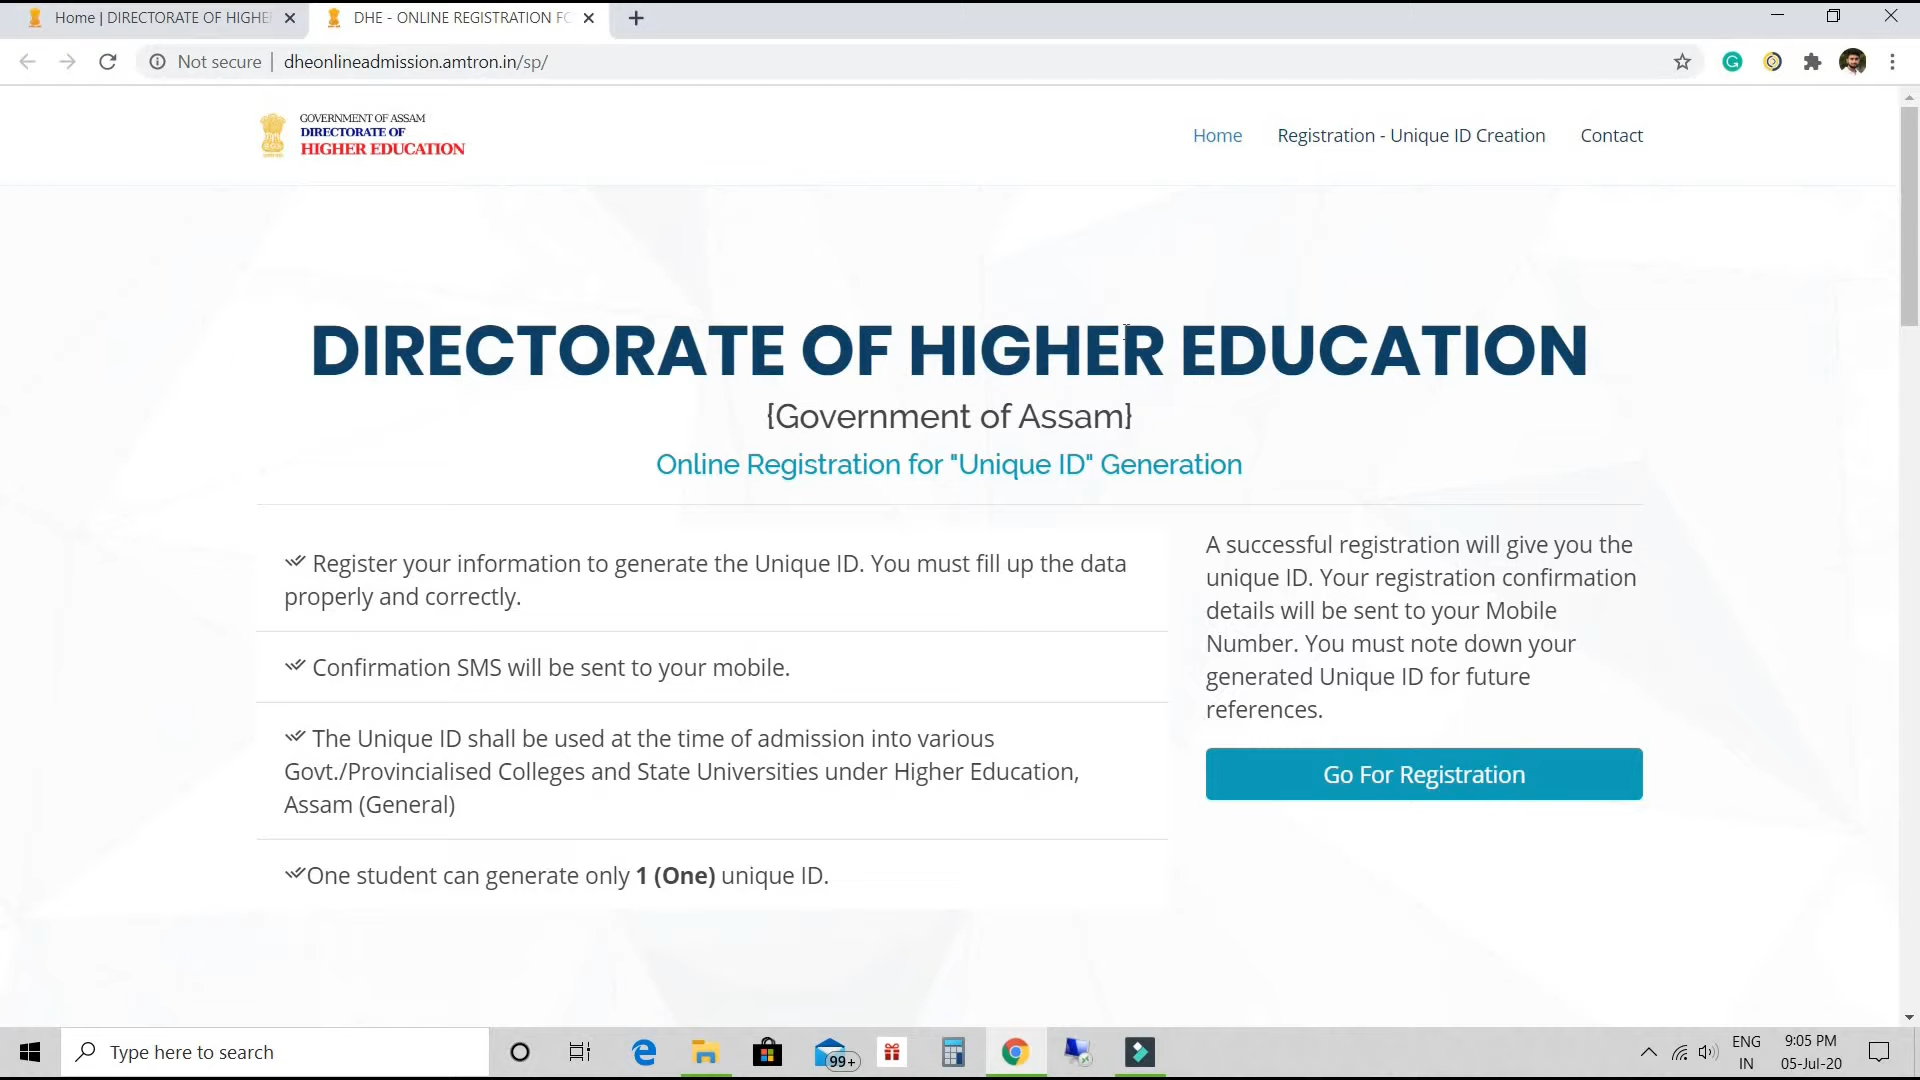 Home | DIRECTORATE OF HIGHE
DHE - ONLINE REGISTRATION FO
Not secure | dheonlineadmission.amtron.in/sp/
GOVERNMENT OF ASSAM
DIRECTORATE OF
HIGHER EDUCATION
Home
Registration - Unique ID Creation
Contact
DIRECTORATE OF HIGHER EDUCATION
{Government of Assam}
Online Registration for "Unique ID" Generation
Register your information to generate the Unique ID. You must fill up the data
properly and correctly.
Confirmation SMS will be sent to your mobile.
The Unique ID shall be used at the time of admission into various
Govt./Provincialised Colleges and State Universities under Higher Education,
Assam (General)
One student can generate only 1 (One) unique ID.
A successful registration will give you the
unique ID. Your registration confirmation
details will be sent to your Mobile
Number. You must note down your
generated Unique ID for future
references.
Go For Registration
Type here to search
99+
ENG
IN
9:05 PM
05-Jul-20